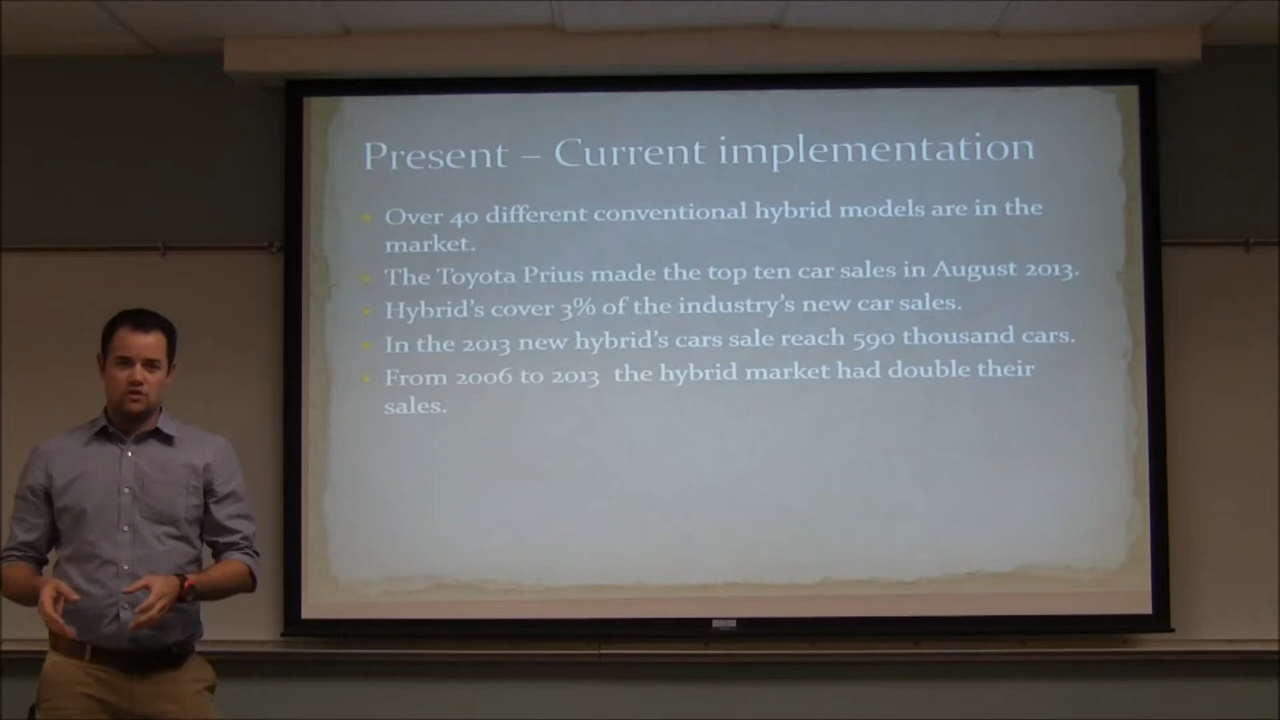 Present – Current implementation
Over 40 different conventional hybrid models are in the
market.
The Toyota Prius made the top ten car sales in August 2013.
Hybrid's cover 3% of the industry's new car sales.
In the 2013 new hybrid's cars sale reach 590 thousand cars.
From 2006 to 2013 the hybrid market had double their
sales.